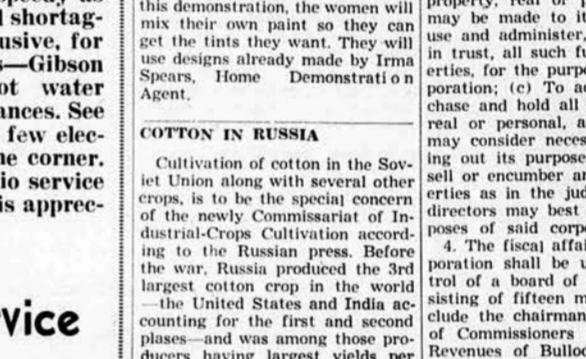 shortag-
usive, for
—Gibson
ot water
ances. See
few elec-
e corner.
io service
is apprec-
vice
this demonstration, the women will
mix their own paint so they can
get the tints they want. They will
use designs already made by Irma
Spears, Home Demonstration
Agent.
COTTON IN RUSSIA
Cultivation of cotton in the Sov-
iet Union along with several other
crops, is to be the special concern
of the newly Commissariat of In-
dustrial-Crops Cultivation accord-
ing to the Russian press. Before
the war, Russia produced the 3rd
largest cotton crop in the world
—the United States and India ac-
counting for the first and second
plases—and was among those pro-
ducers having largest yields per
property, real or
may be made to i
use and administer,
in trust, all such
erties, for the purp
poration; (c) To a
chase and hold all
real or personal, a
may consider neces
ing out its purpose
sell or encumber a
erties as in the jud
directors may best
poses of said corp
4. The fiscal affa
poration shall be
trol of a board of
sisting of fifteen m
clude the chairman
of Commissioners
Revenues of Bulloc